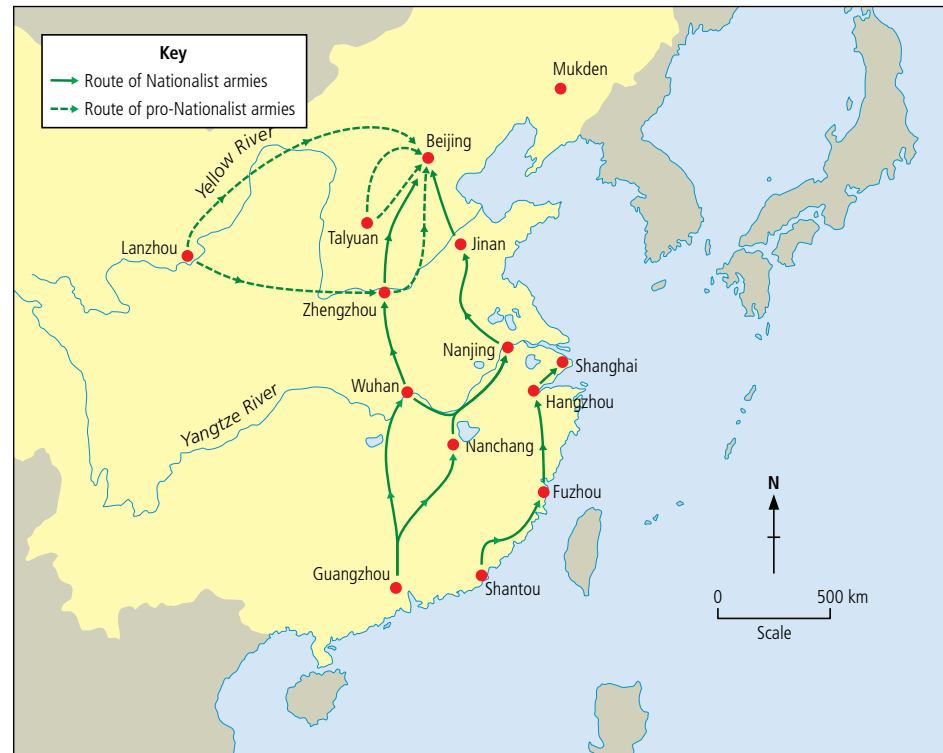 Key
Route of Nationalist armies
Route of pro-Nationalist armies
Mukden
Beijing
Yellow River
Talyuan
Jinan
Lanzhou
Zhengzhou
Nanjing
Shanghai
Wuhan
Hangzhou
Yangtze River
Nanchang
Fuzhou
N
Guangzhou
Shantou
0 500 km
Scale